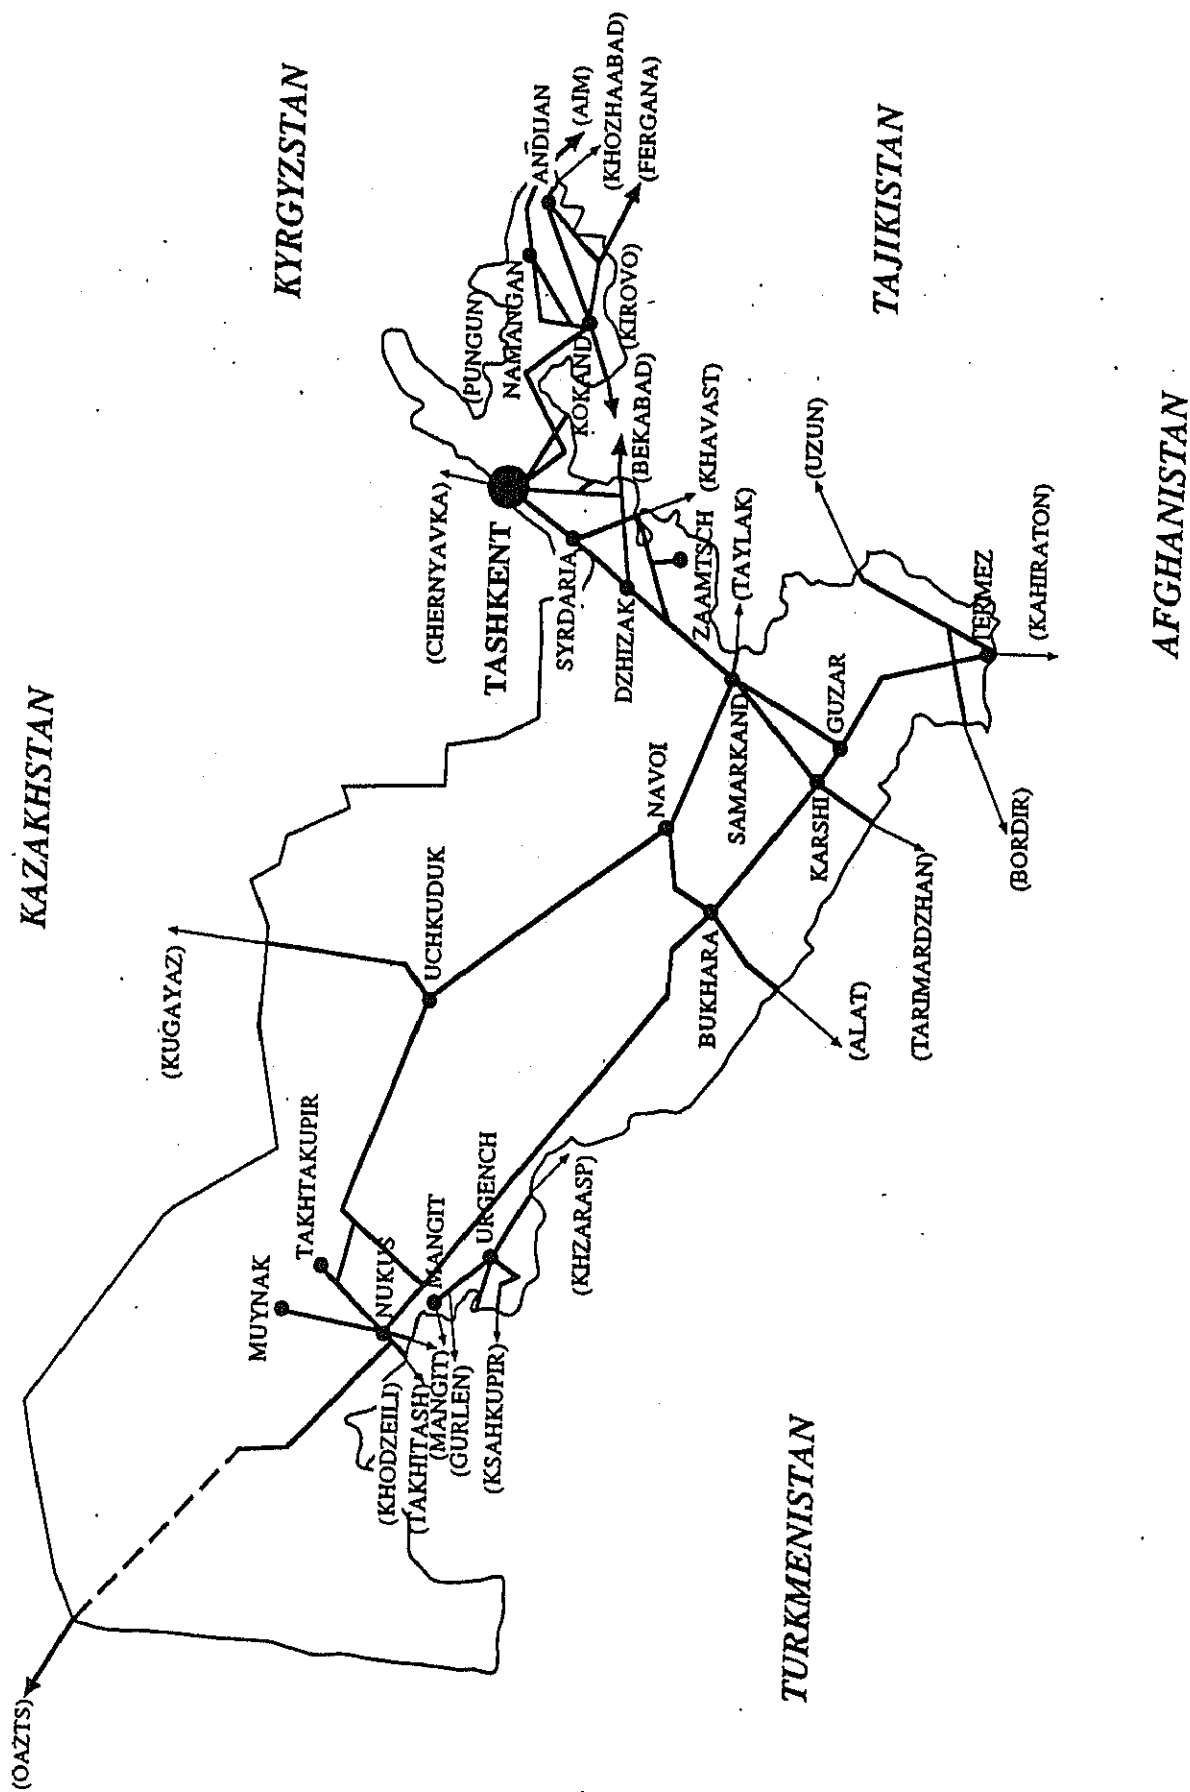 KAZAKHSTAN
KYRGYZSTAN
TAJIKISTAN
AFGHANISTAN
TURKMENISTAN
(OAZTS)
MUYNAK
TAKHTAKUPIR
(KUGAYAZ)
UCHKUDUK
NUKUS
MANGIT
URGENCH
(KHODZEILI)
(TAKHITASH)
(MANGIT)
(GURLEN)
(KSAHKUPIR)
(KHZARASP)
NAVOI
BUKHARA
(ALAT)
SAMARKAND
KARSHI
GUZAR
(TARIMARDZHAN)
(BORDIR)
TERMEZ
(KAHIRATON)
(UZUN)
(CHERNYAVKA)
TASHKENT
SYRDARIA
DZHIZAK
ZAAMTSCH
(TAYLAK)
(KHAVAST)
(BEKABAD)
(PUNGUN)
NAMANGAN
KOKAND
(KIROVO)
ANDIJAN
(AIM)
(KHOZHAABAD)
(FERGANA)